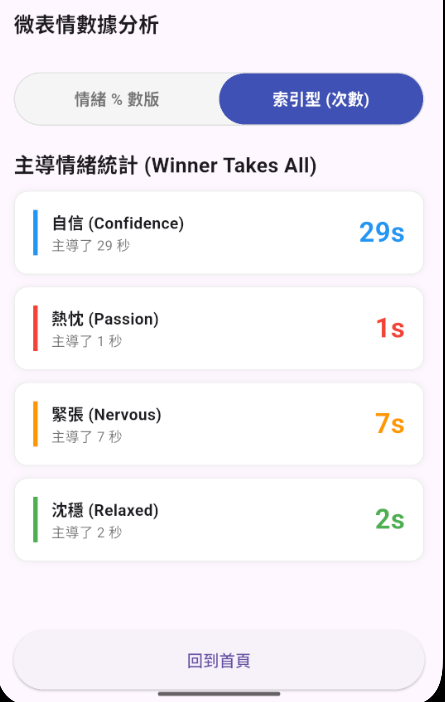 微表情數據分析
情緒 % 數版
索引型 (次數)
主導情緒統計 (Winner Takes All)
自信 (Confidence)
主導了 29 秒
29s
熱忱 (Passion)
主導了 1 秒
1s
緊張 (Nervous)
主導了 7 秒
7s
沈穩 (Relaxed)
主導了 2 秒
2s
回到首頁